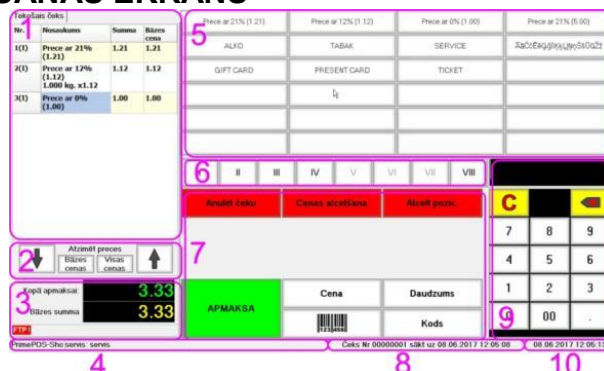 Tekošais čeks
Nr. Nosaukums Summa Bāzes cena
1(I) Prece ar 21% (1.21) 1.21 1.21
2(I) Prece ar 12% (1.12) 1.000 kg. x1.12 1.12 1.12
3(I) Prece ar 0% (1.00) 1.00 1.00
1
Prece ar 21% (1.21) Prece ar 12% (1.12) Prece ar 0% (1.00) Prece ar 21% (5.00)
ALKO TABAK SERVICE
GIFT CARD PRESENT CARD TICKET
5
6 II III IV V VI VII VIII
Atzīmēt preces
Bāzes cenas Visas cenas
2
Kopā apmaksai: 3.33
Bāzes summa 3.33
FTP!
3
Anulēt čeku Cenas atcelšana Atcelt pozīc.
7
APMAKSA Cena Daudzums
123456 Kods
C
7 8 9
4 5 6
1 2 3
0 00 .
9
PrimePOS-Sho:servis: servis
Čeks Nr.00000001 sākt uz 08.06.2017 12:05:08
08.06.2017 12:05:13
4 8 10